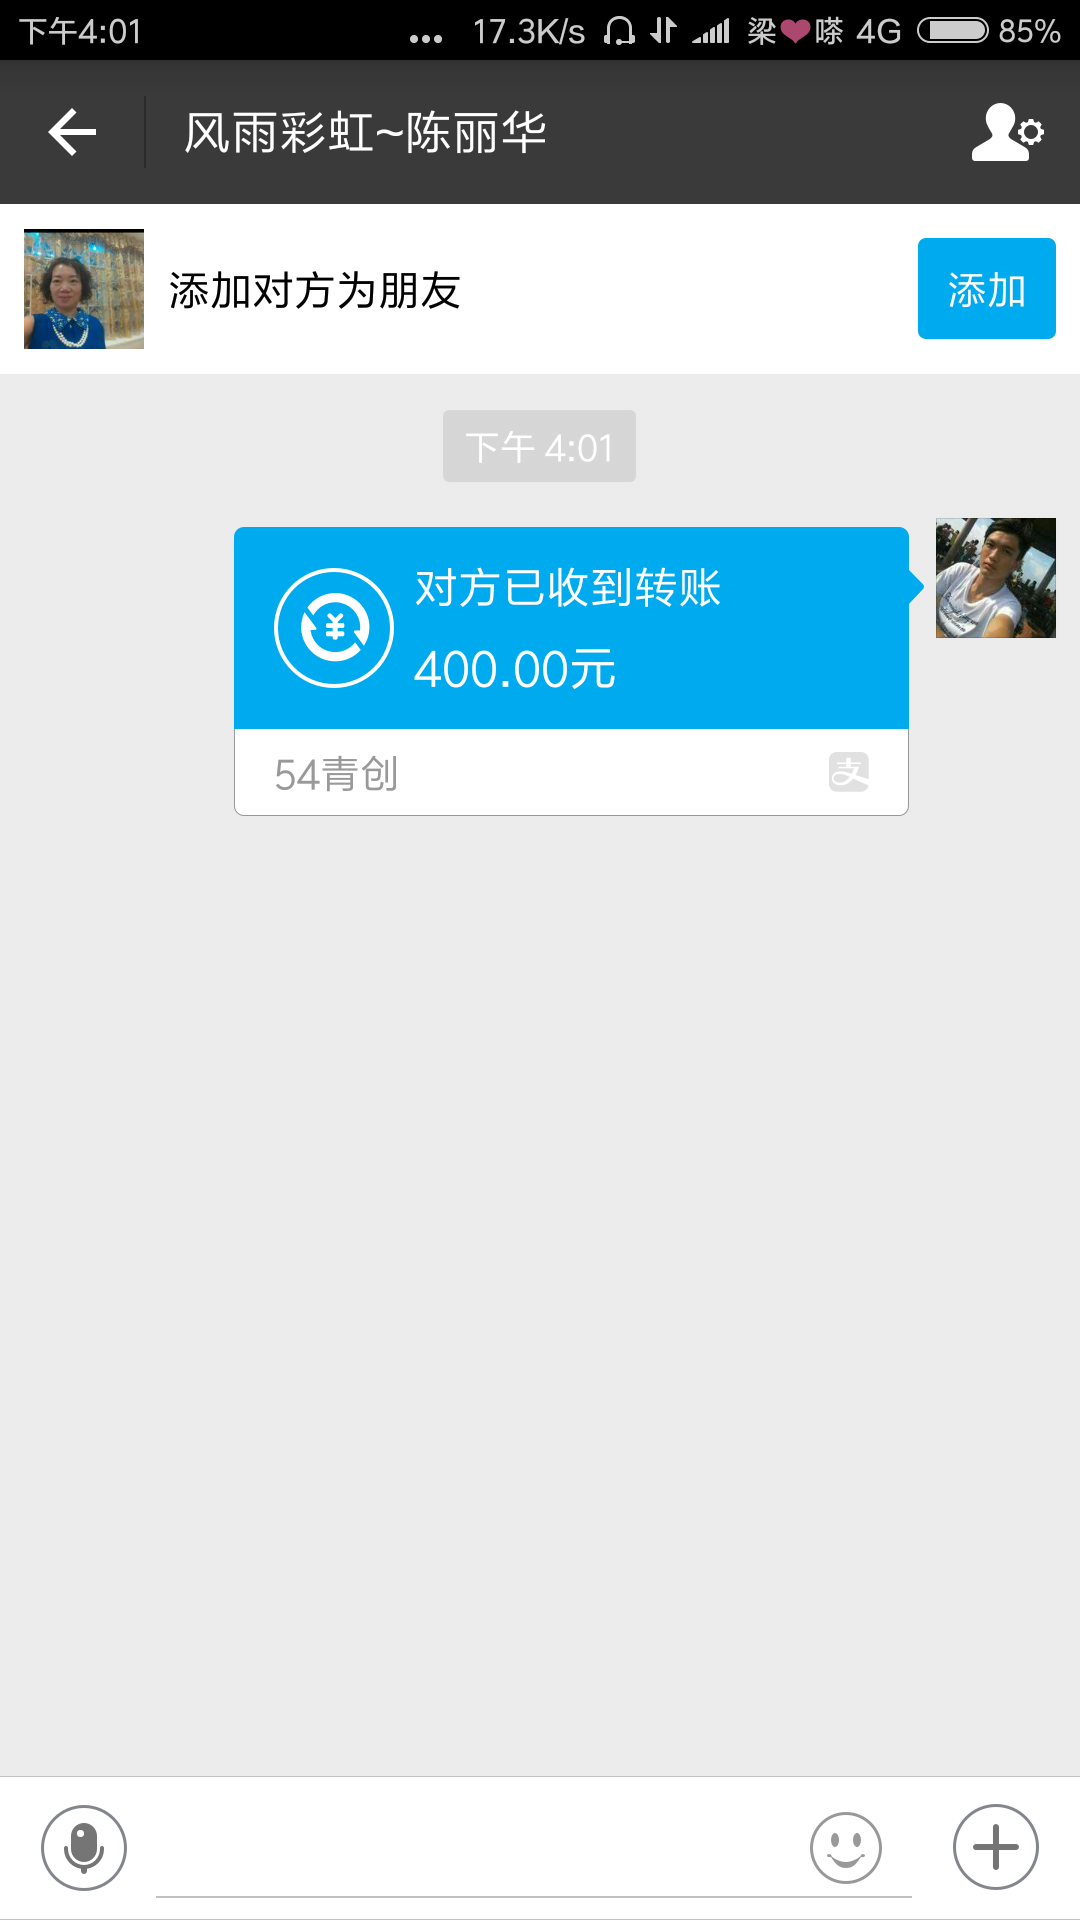 下午4:01 ... 17.3K/s 梁❤嗏 4G 85%
风雨彩虹~陈丽华
添加对方为朋友 添加
下午 4:01
对方已收到转账
400.00元
54青创 支